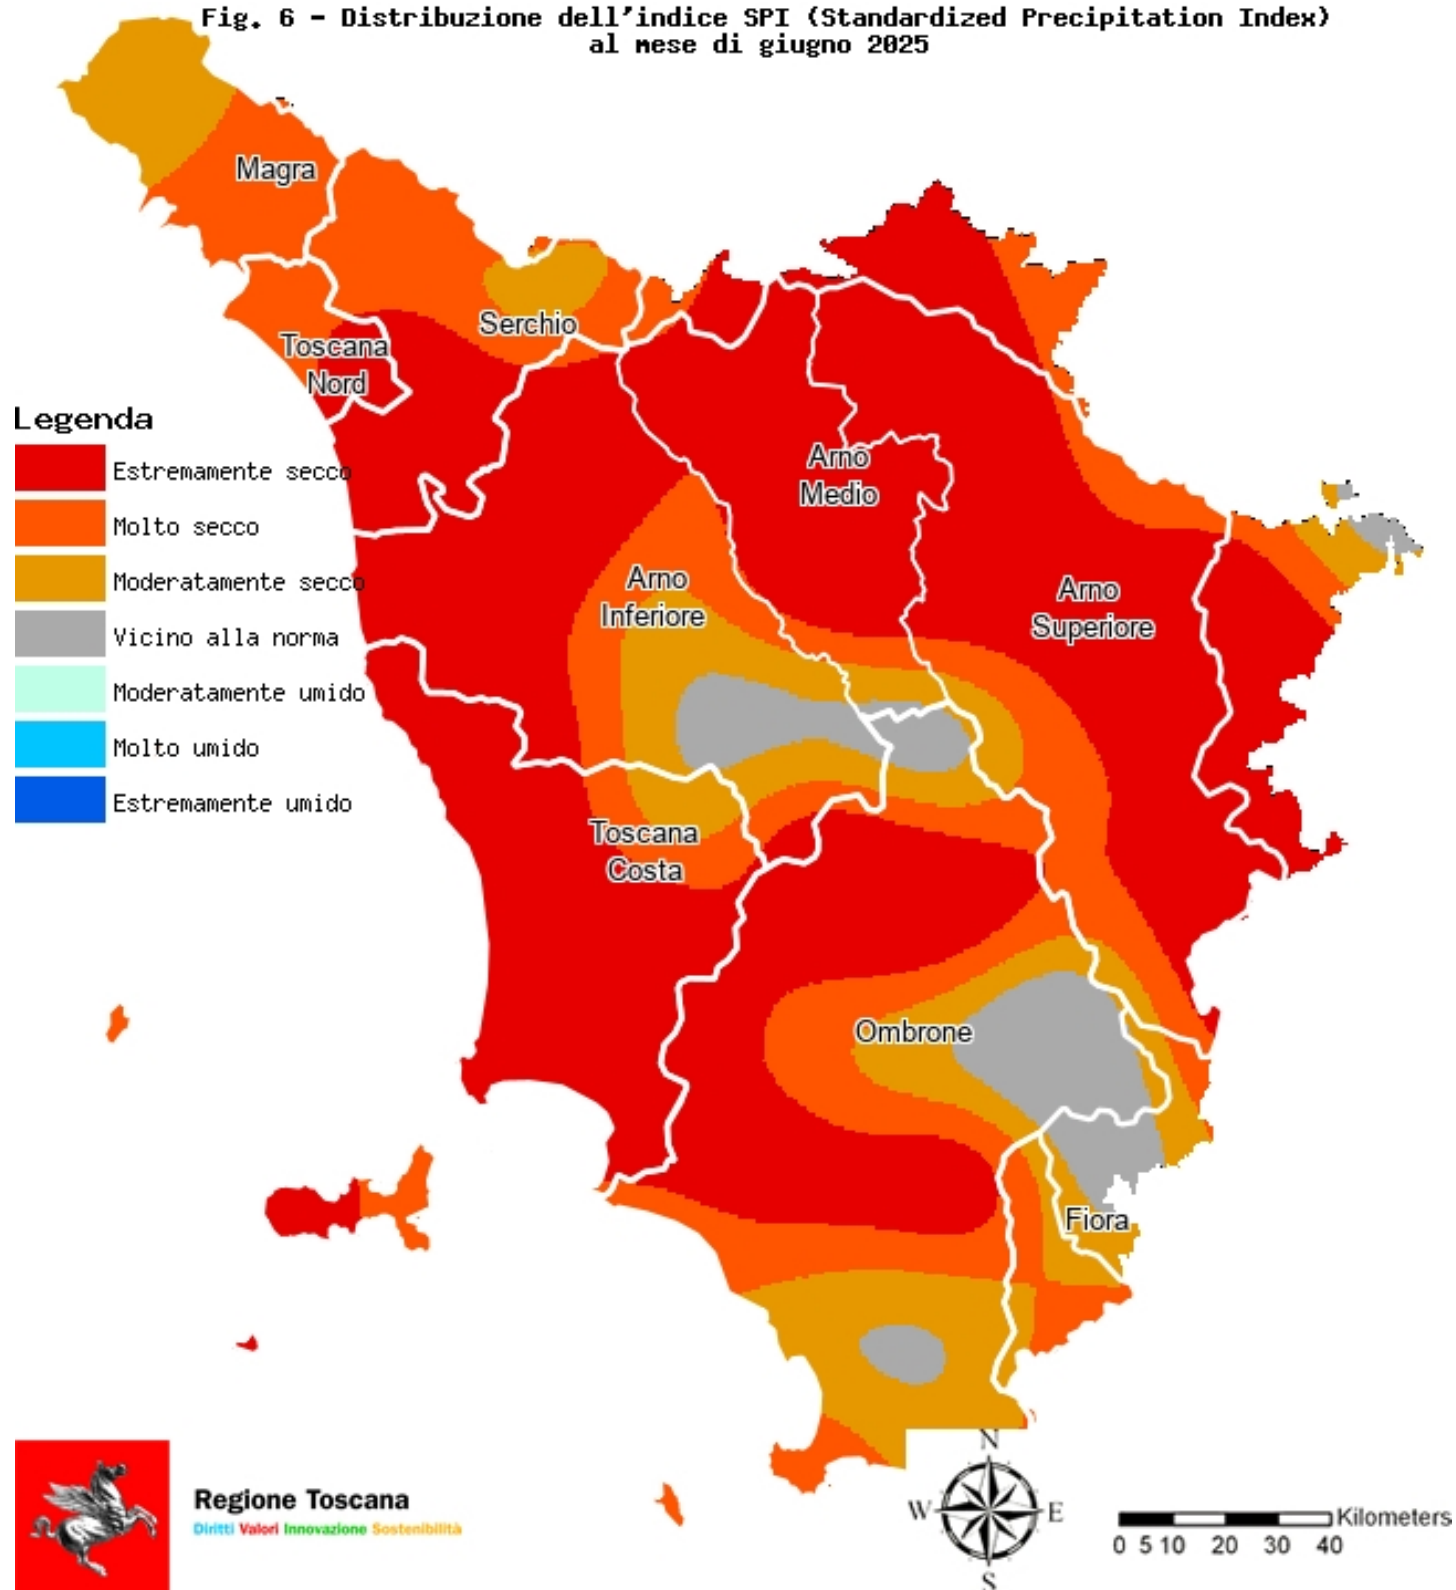 Fig. 6 - Distribuzione dell'indice SPI (Standardized Precipitation Index)
al mese di giugno 2025
Magra
Serchio
Toscana
Nord
Legenda
Estremamente secco
Molto secco
Moderatamente secco
Vicino alla norma
Moderatamente umido
Molto umido
Estremamente umido
Arno
Medio
Arno
Inferiore
Arno
Superiore
Toscana
Costa
Ombrone
Fiora
Regione Toscana
Diritti Valori Innovazione Sostenibilità
N
W
E
S
Kilometers
0 5 10 20 30 40